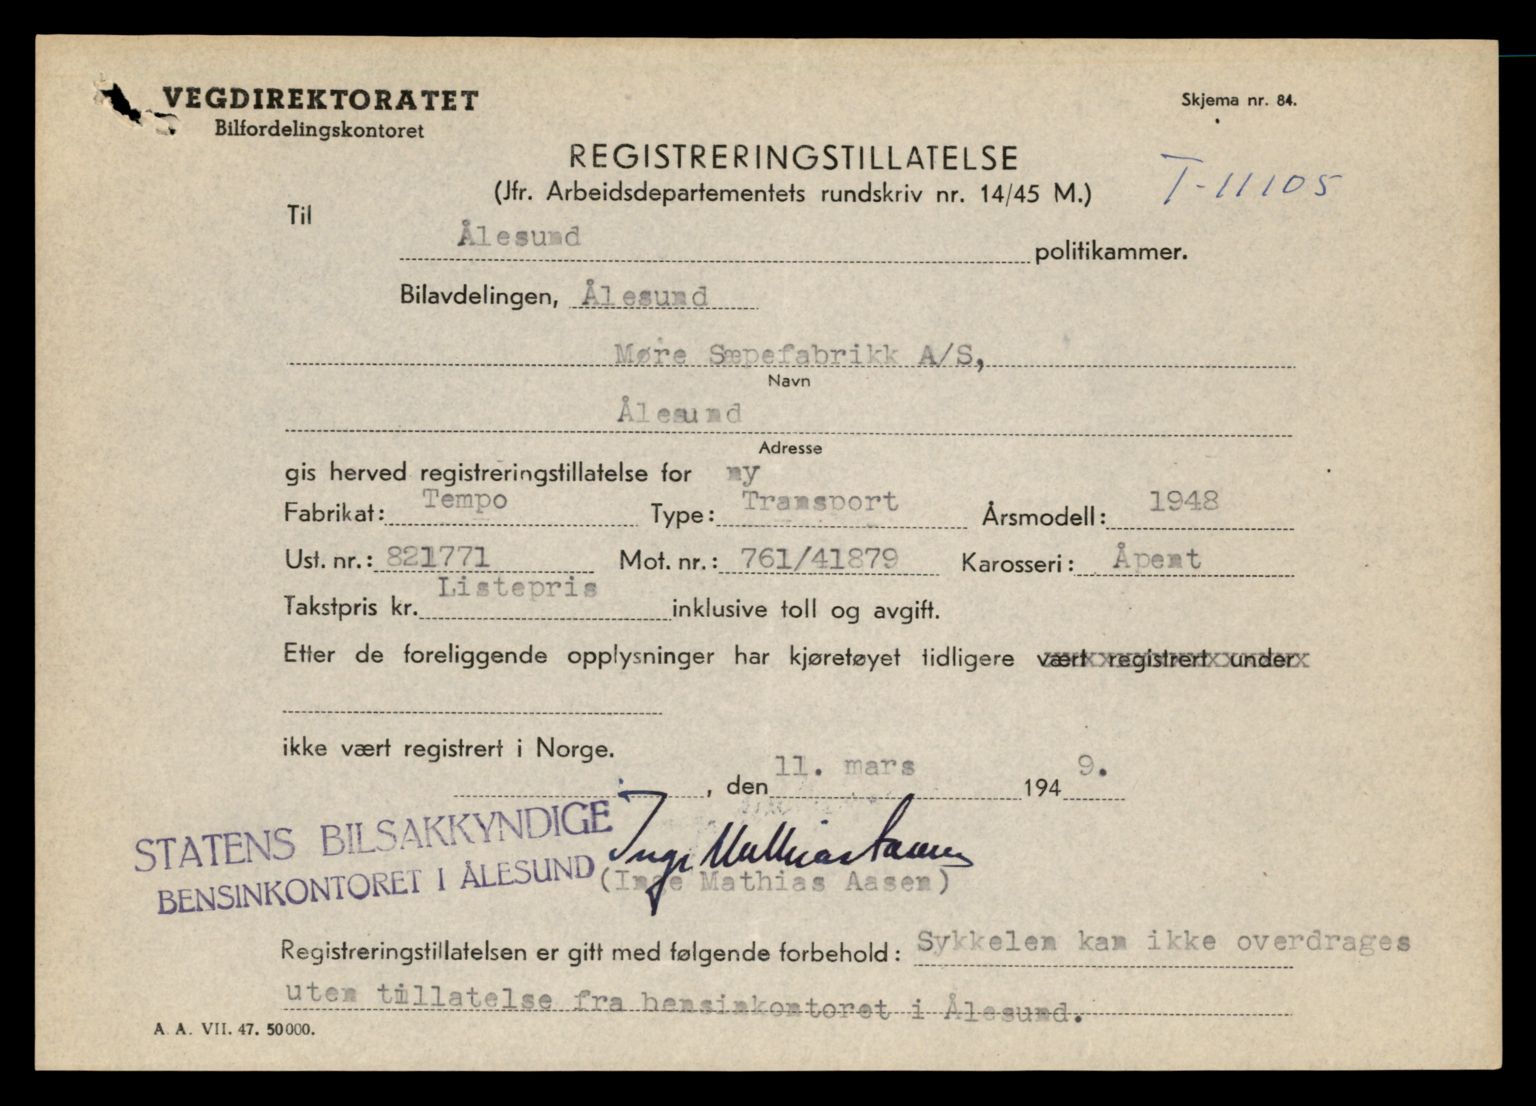 VEGDIREKTORATET
Bilfordelingskontoret
Skjema nr. 84.
REGISTRERINGSTILLATELSE
(Jfr. Arbeidsdepartementets rundskriv nr. 14/45 M.)
T-11105
Til
Ålesund politikammer.
Bilavdelingen, Ålesund
Møre Sæpefabrikk A/S,
Navn
Ålesund
Adresse
gis herved registreringstillatelse for ny
Fabrikat: Tempo Type: Transport Årsmodell: 1948
Ust. nr.: 821771 Mot. nr.: 761/41879 Karosseri: Åpent
Takstpris kr. Listepris inklusive toll og avgift.
Etter de foreliggende opplysninger har kjøretøyet tidligere vært registrert under
ikke vært registrert i Norge.
, den 11. mars 1949.
STATENS BILSAKKYNDIGE
BENSINKONTORET I ÅLESUND
Inge Mathias Aasen
(Inge Mathias Aasen)
Registreringstillatelsen er gitt med følgende forbehold: Sykkelen kan ikke overdrages
uten tillatelse fra bensinkontoret i Ålesund.
A. A. VII. 47. 50000.